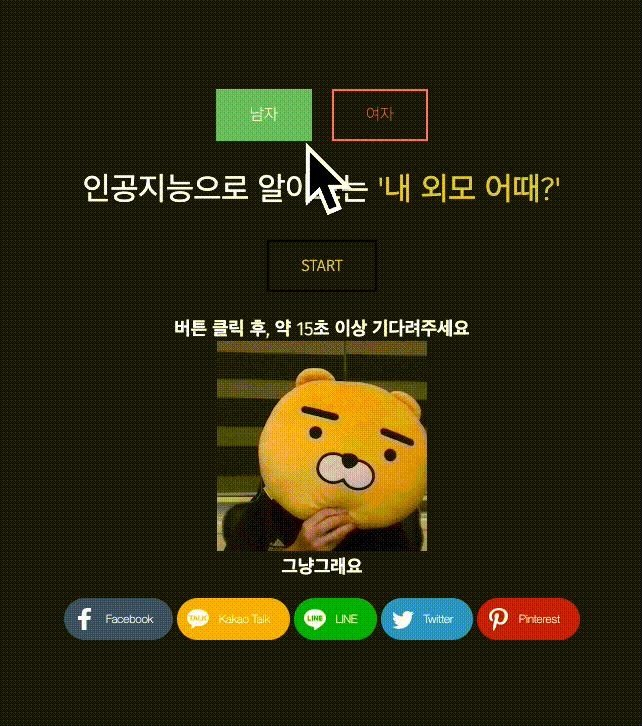 남자
여자
인공지능으로 알아보는 '내 외모 어때?'
START
버튼 클릭 후, 약 15초 이상 기다려주세요
그냥그래요
Facebook
TALK
Kakao Talk
LINE
LINE
Twitter
Pinterest